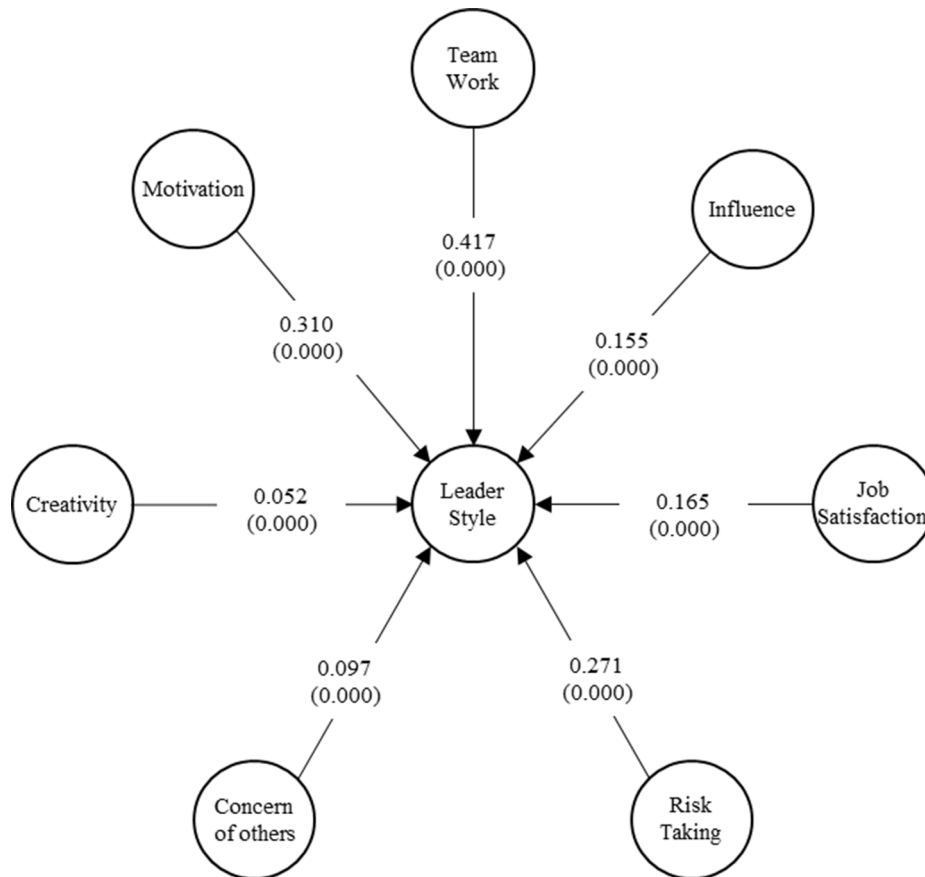 Team
Work
Motivation
Influence
0.417
(0.000)
0.310
(0.000)
0.155
(0.000)
Creativity
0.052
(0.000)
Leader
Style
0.165
(0.000)
Job
Satisfaction
0.097
(0.000)
0.271
(0.000)
Concern
of others
Risk
Taking